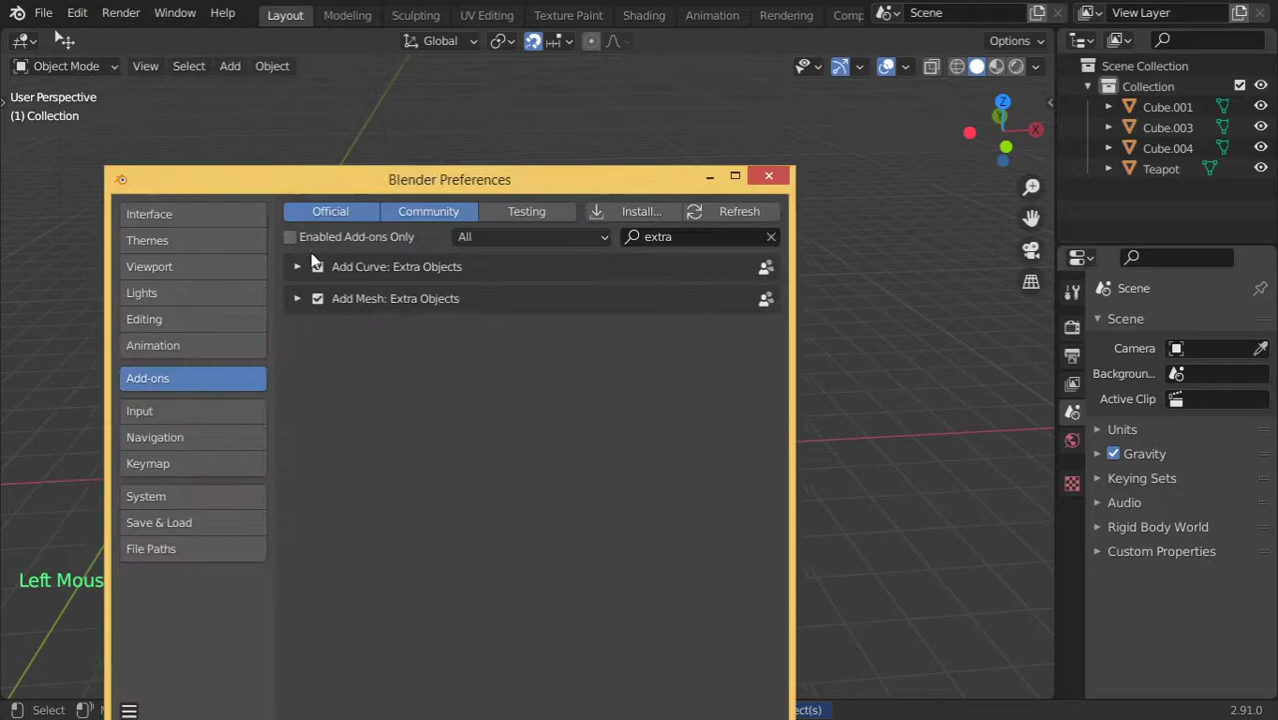 File Edit Render Window Help Layout Modeling Sculpting UV Editing Texture Paint Shading Animation Rendering Comp Scene View Layer
Global Options
Object Mode View Select Add Object
User Perspective
(1) Collection
Scene Collection
Collection
Cube.001
Cube.003
Cube.004
Teapot
Z
Y
X
Blender Preferences
Interface
Themes
Viewport
Lights
Editing
Animation
Add-ons
Input
Navigation
Keymap
System
Save & Load
File Paths
Official Community Testing Install... Refresh
Enabled Add-ons Only All extra
Add Curve: Extra Objects
Add Mesh: Extra Objects
Scene
Scene
Camera
Backgroun...
Active Clip
Units
Gravity
Keying Sets
Audio
Rigid Body World
Custom Properties
Left Mous
Select ect(s) 2.91.0